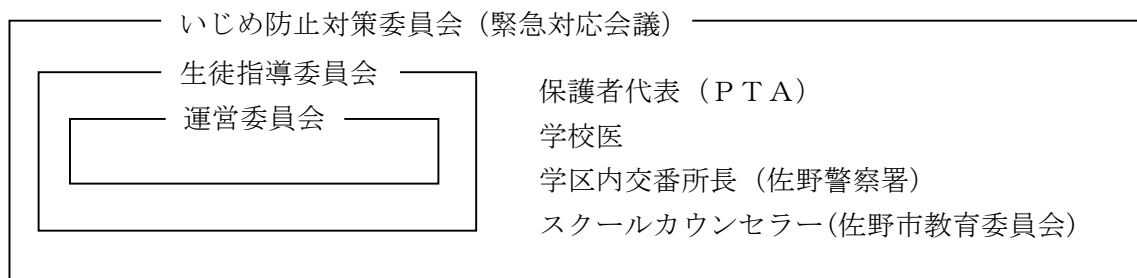 いじめ防止対策委員会（緊急対応会議）
生徒指導委員会
運営委員会
保護者代表（ＰＴＡ）
学校医
学区内交番所長（佐野警察署）
スクールカウンセラー(佐野市教育委員会）